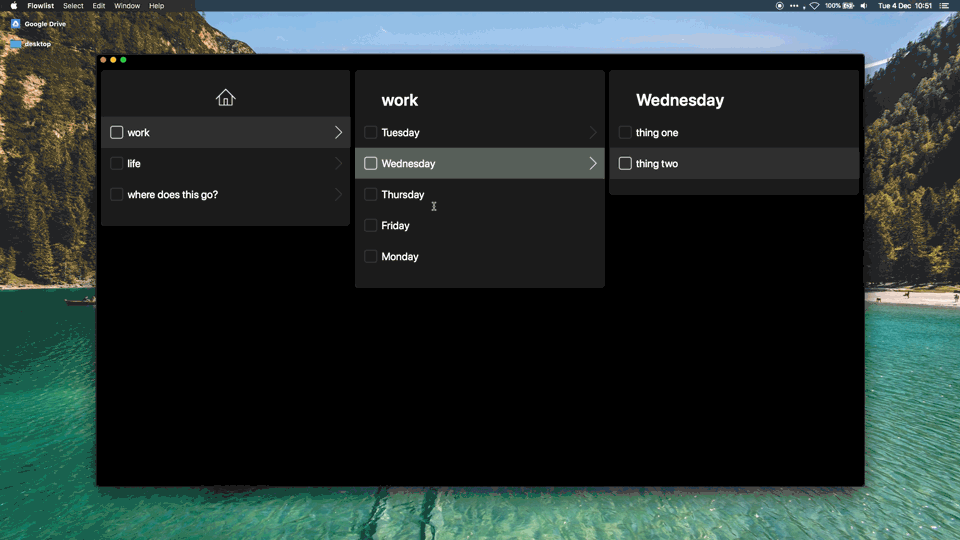 Flowlist Select Edit Window Help 100% Tue 4 Dec 10:51
Google Drive
desktop
work
life
where does this go?
work
Tuesday
Wednesday
Thursday
Friday
Monday
Wednesday
thing one
thing two